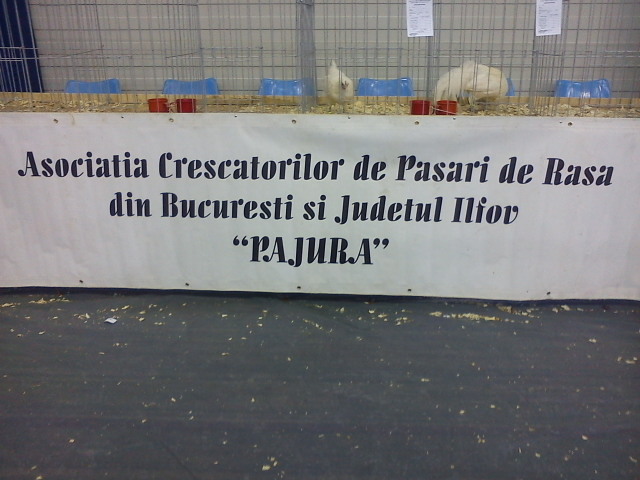 Asociatia Crescatorilor de Pasari de Rasa
din Bucuresti si Judetul Ilfov
“PAJURA”